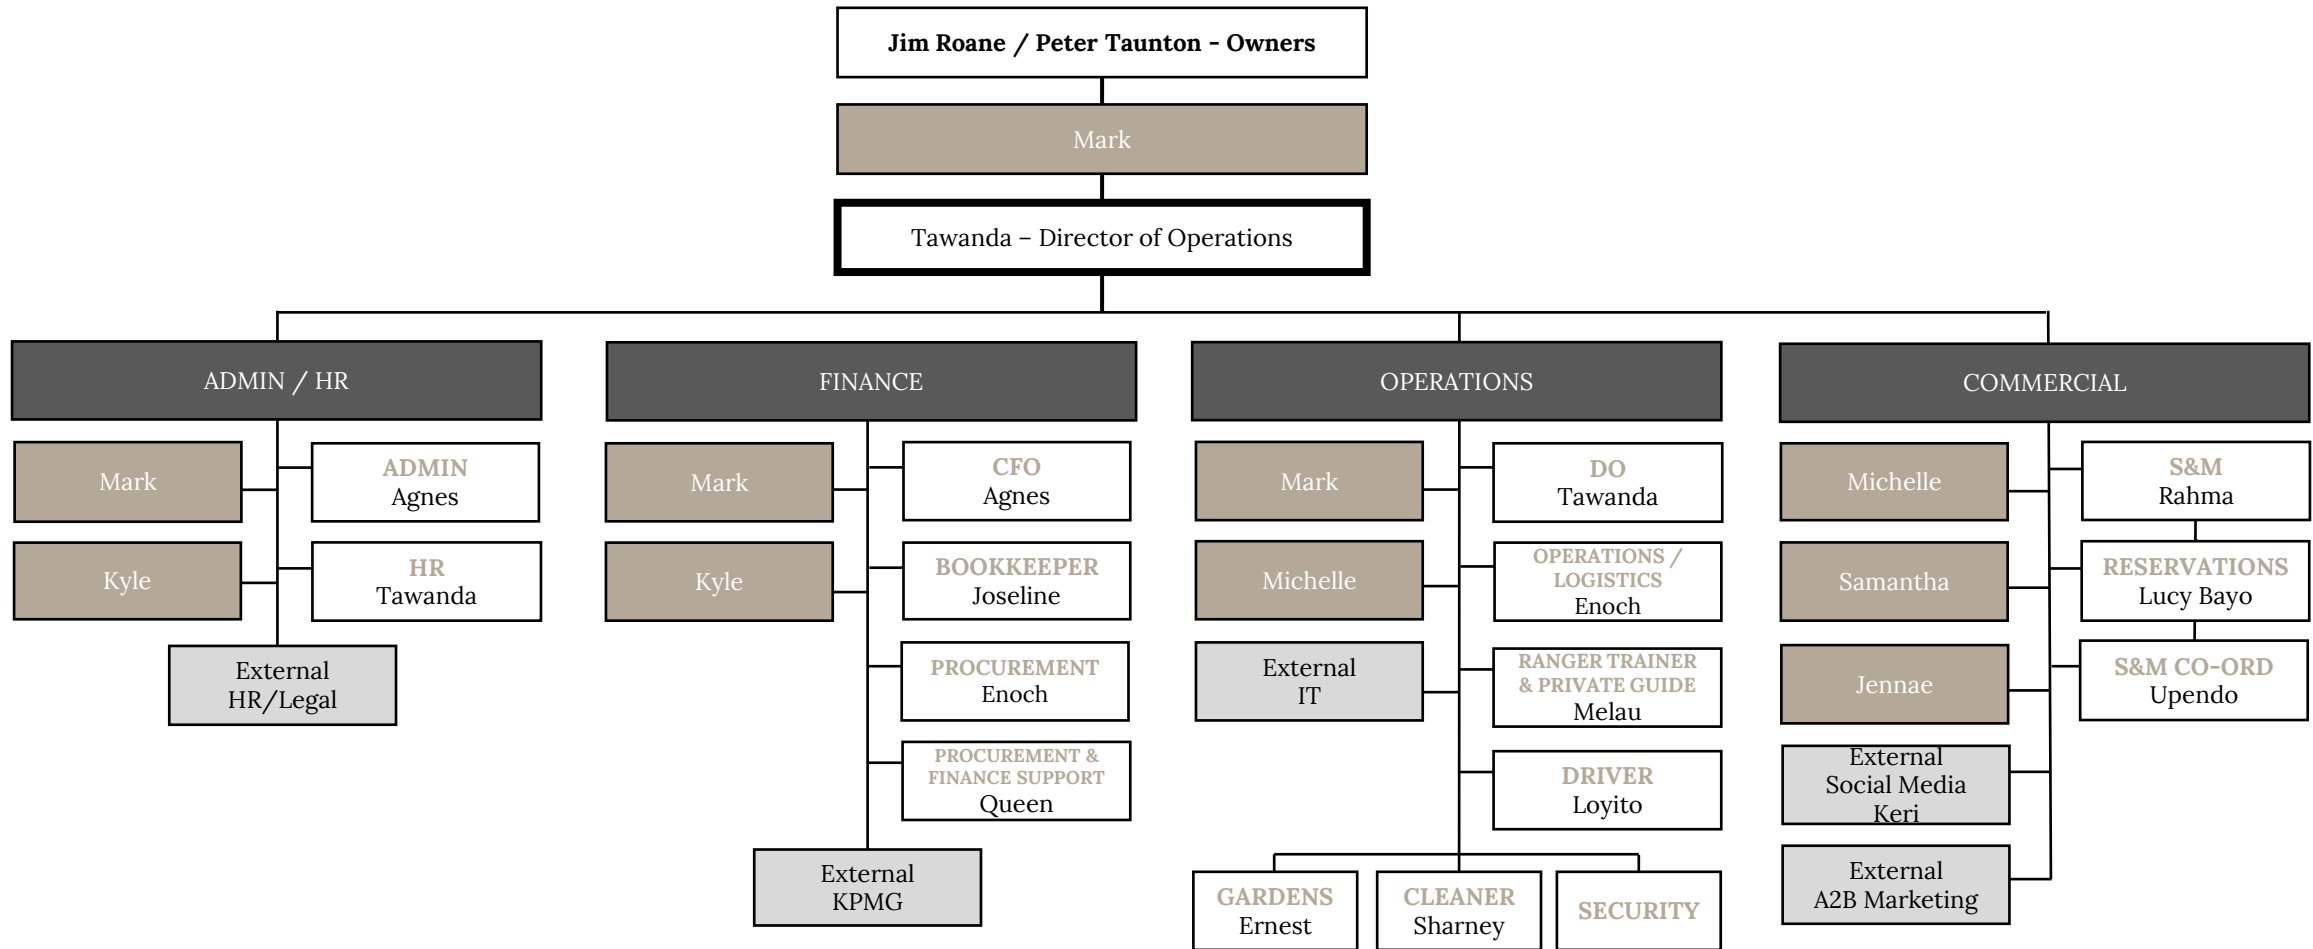 Jim Roane / Peter Taunton - Owners
Mark
Tawanda – Director of Operations
ADMIN / HR
Mark
ADMIN
Agnes
Kyle
HR
Tawanda
External
HR/Legal
FINANCE
Mark
CFO
Agnes
Kyle
BOOKKEEPER
Joseline
PROCUREMENT
Enoch
PROCUREMENT &
FINANCE SUPPORT
Queen
External
KPMG
OPERATIONS
Mark
DO
Tawanda
Michelle
OPERATIONS /
LOGISTICS
Enoch
External
IT
RANGER TRAINER
& PRIVATE GUIDE
Melau
DRIVER
Loyito
GARDENS
Ernest
CLEANER
Sharney
SECURITY
COMMERCIAL
Michelle
S&M
Rahma
Samantha
RESERVATIONS
Lucy Bayo
Jennae
S&M CO-ORD
Upendo
External
Social Media
Keri
External
A2B Marketing